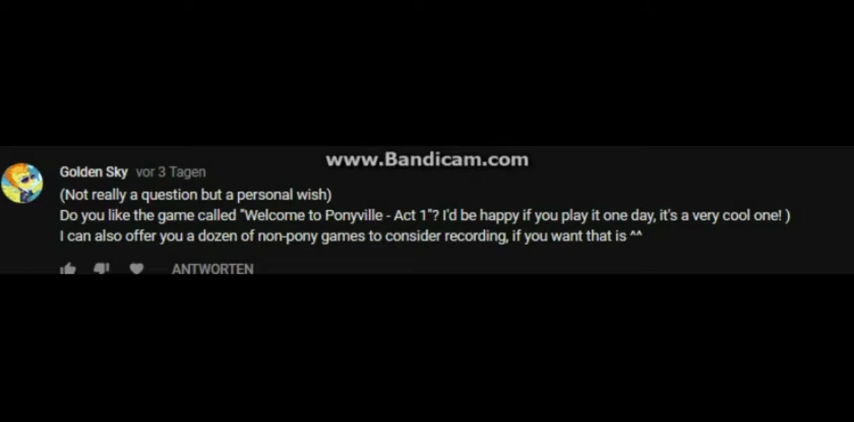 www.Bandicam.com
Golden Sky vor 3 Tagen
(Not really a question but a personal wish)
Do you like the game called "Welcome to Ponyville - Act 1"? I'd be happy if you play it one day, it's a very cool one! )
I can also offer you a dozen of non-pony games to consider recording, if you want that is ^^
ANTWORTEN